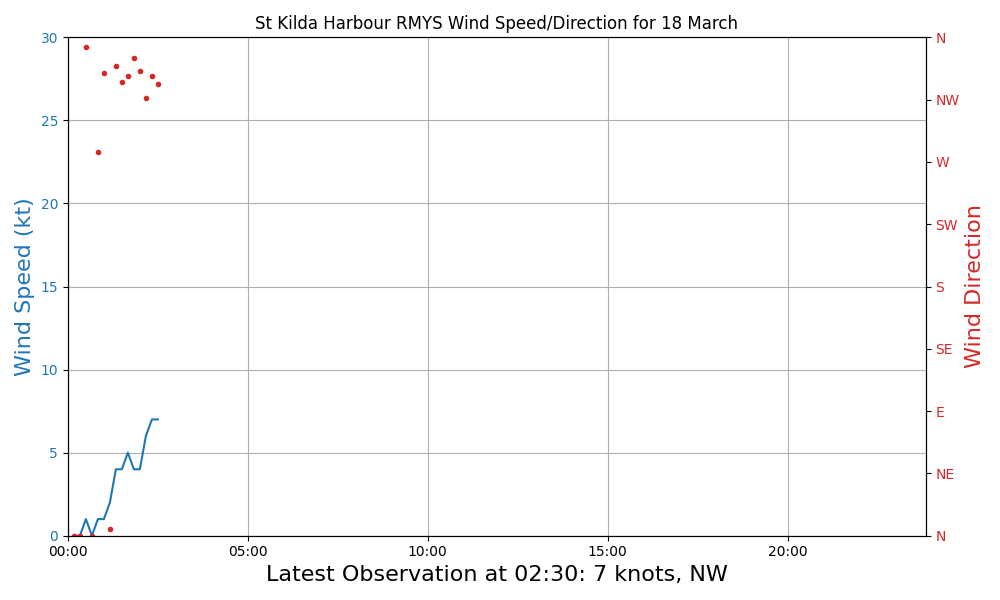 St Kilda Harbour RMYS Wind Speed/Direction for 18 March
30
25
20
15
10
5
0
Wind Speed (kt)
N
NW
W
SW
S
SE
E
NE
N
Wind Direction
00:00 05:00 10:00 15:00 20:00
Latest Observation at 02:30: 7 knots, NW